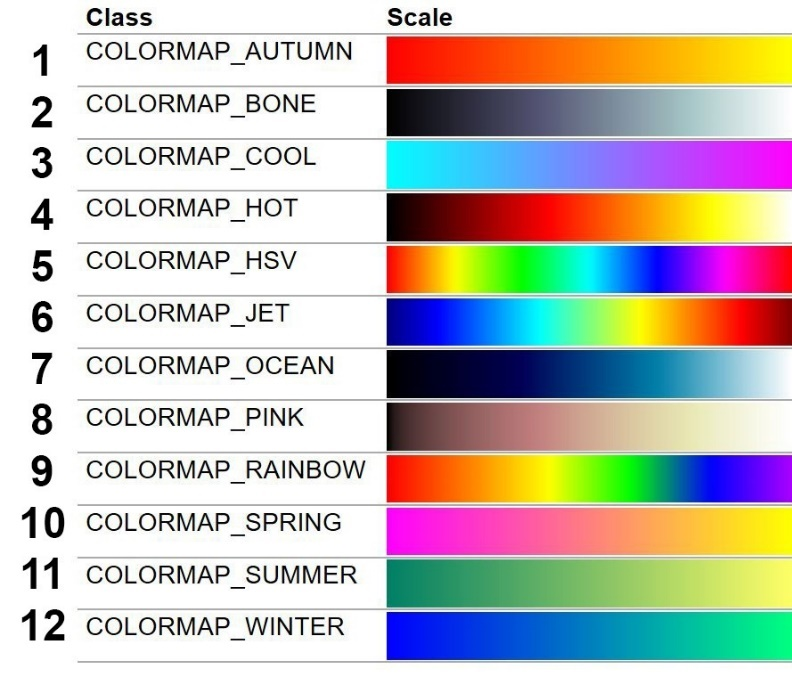 Class Scale
1 COLORMAP_AUTUMN
2 COLORMAP_BONE
3 COLORMAP_COOL
4 COLORMAP_HOT
5 COLORMAP_HSV
6 COLORMAP_JET
7 COLORMAP_OCEAN
8 COLORMAP_PINK
9 COLORMAP_RAINBOW
10 COLORMAP_SPRING
11 COLORMAP_SUMMER
12 COLORMAP_WINTER